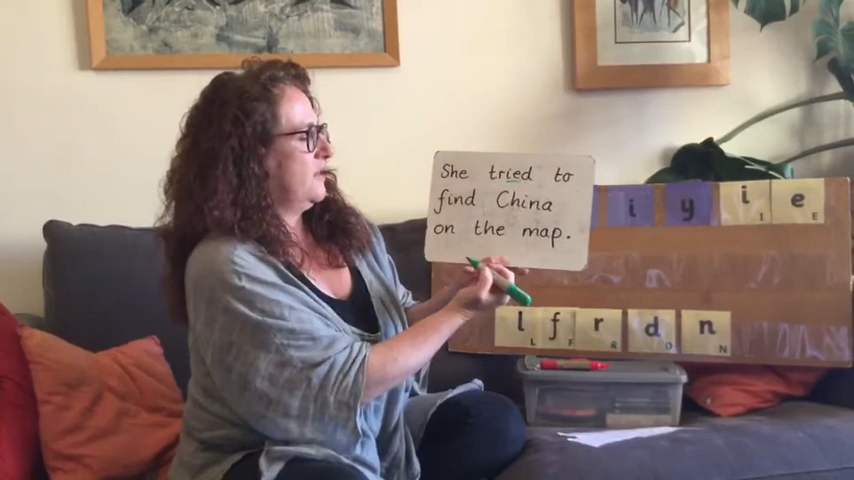 She tried to
find China
on the map.
i y i e
I E
l f r d n
L F R D N